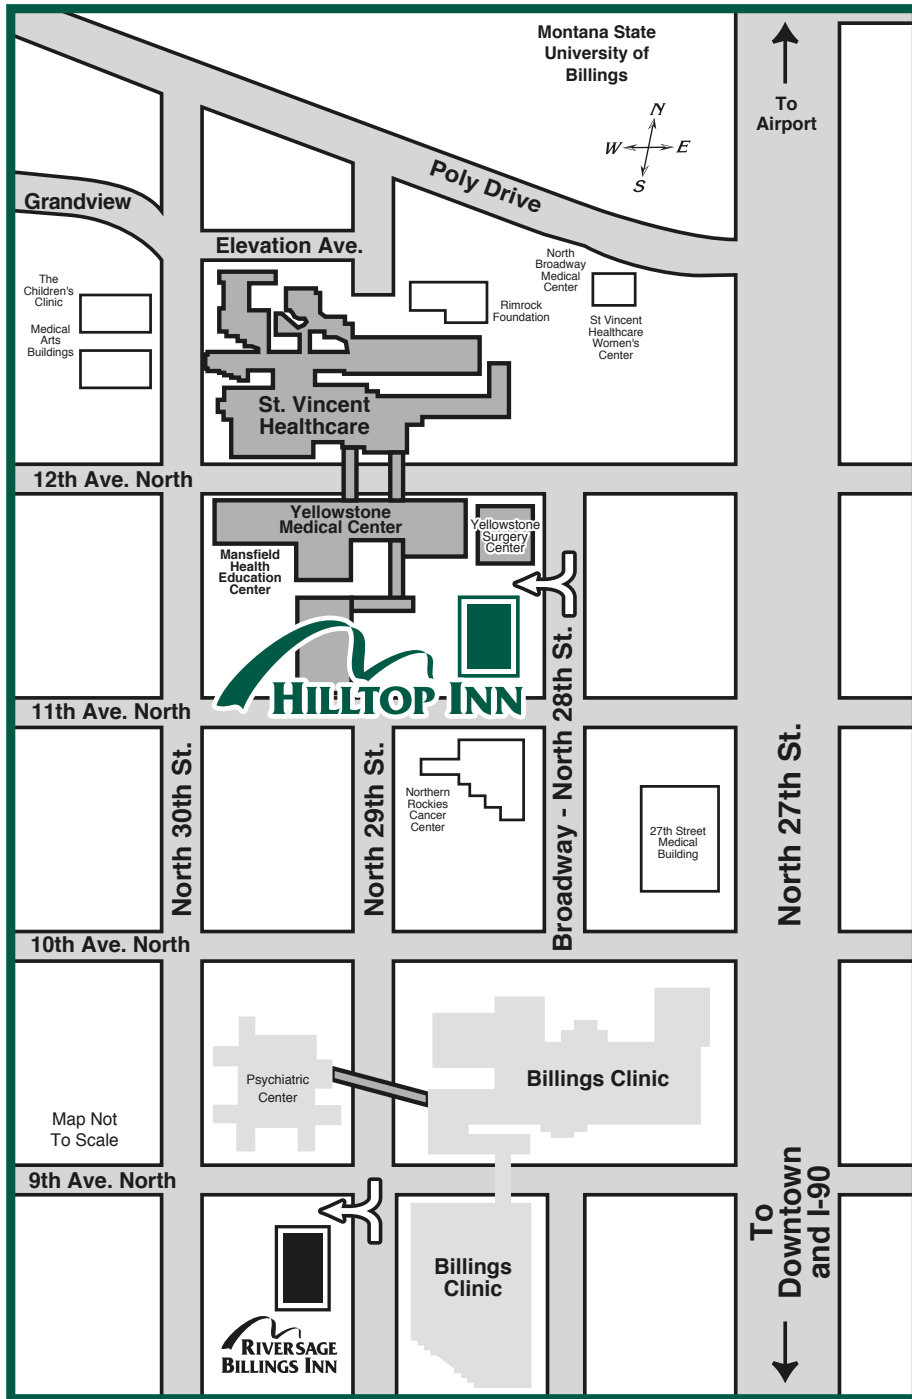 Montana State
University of
Billings
To
Airport
N
W
E
S
Poly Drive
Grandview
Elevation Ave.
The
Children's
Clinic
Medical
Arts
Buildings
North
Broadway
Medical
Center
Rimrock
Foundation
St Vincent
Healthcare
Women's
Center
St. Vincent
Healthcare
12th Ave. North
Yellowstone
Medical Center
Yellowstone
Surgery
Center
Mansfield
Health
Education
Center
HILLTOP INN
11th Ave. North
North 30th St.
North 29th St.
Broadway - North 28th St.
North 27th St.
Northern
Rockies
Cancer
Center
27th Street
Medical
Building
10th Ave. North
Psychiatric
Center
Billings Clinic
Map Not
To Scale
9th Ave. North
To
Downtown
and I-90
Billings
Clinic
RIVERSAGE
BILLINGS INN